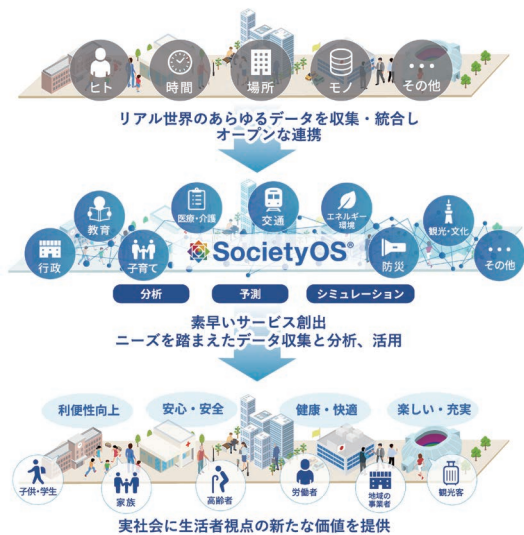 ヒト
時間
場所
モノ
その他
リアル世界のあらゆるデータを収集・統合し
オープンな連携
教育
医療・介護
交通
エネルギー
環境
観光・文化
行政
子育て
SocietyOS®
防災
その他
分析
予測
シミュレーション
素早いサービス創出
ニーズを踏まえたデータ収集と分析、活用
利便性向上
安心・安全
健康・快適
楽しい・充実
子供・学生
家族
高齢者
労働者
地域の
事業者
観光客
実社会に生活者視点の新たな価値を提供